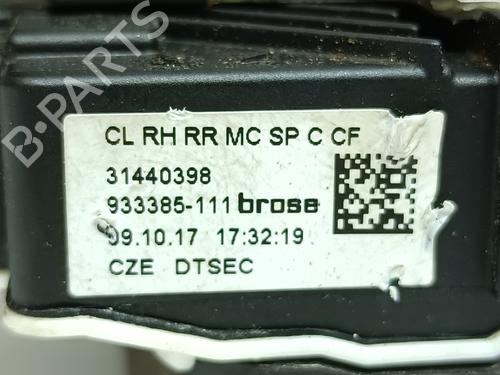 CL RH RR MC SP C CF
31440398
933385-111 brose
09.10.17 17:32:19
CZE DTSEC
B-PARTS